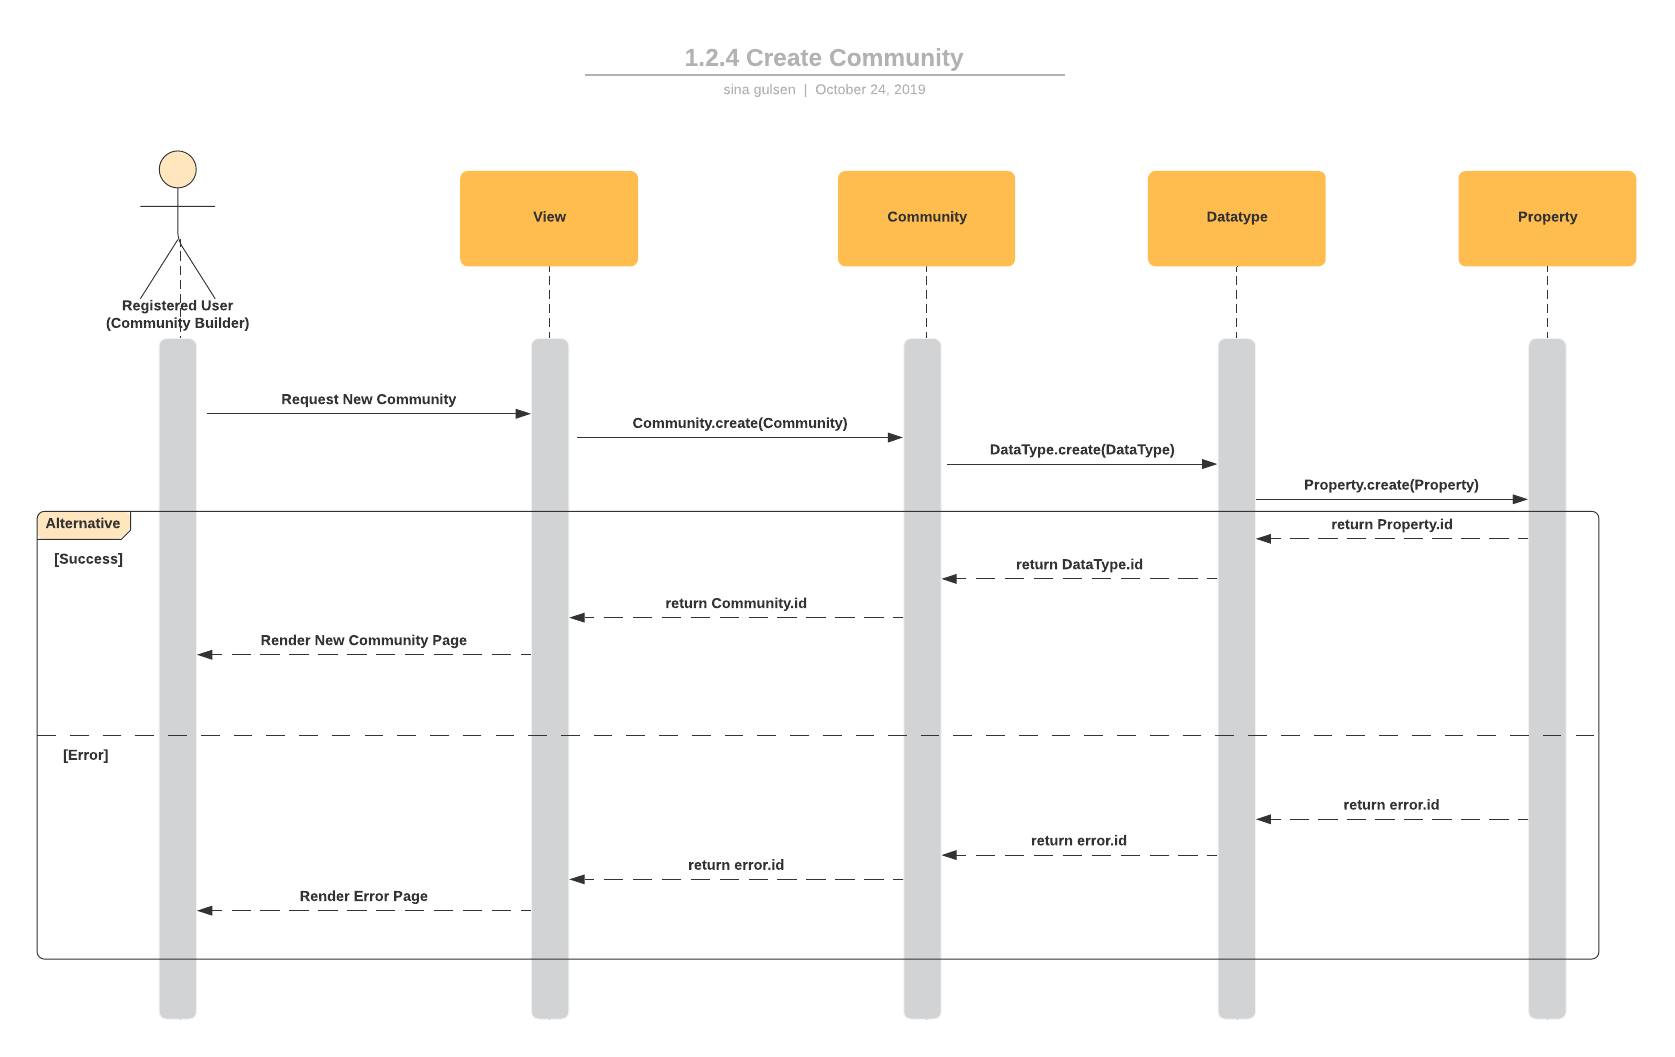 1.2.4 Create Community
sina gulsen | October 24, 2019
View
Community
Datatype
Property
Registered User
(Community Builder)
Request New Community
Community.create(Community)
DataType.create(DataType)
Property.create(Property)
Alternative
return Property.id
[Success]
return DataType.id
return Community.id
Render New Community Page
[Error]
return error.id
return error.id
return error.id
Render Error Page